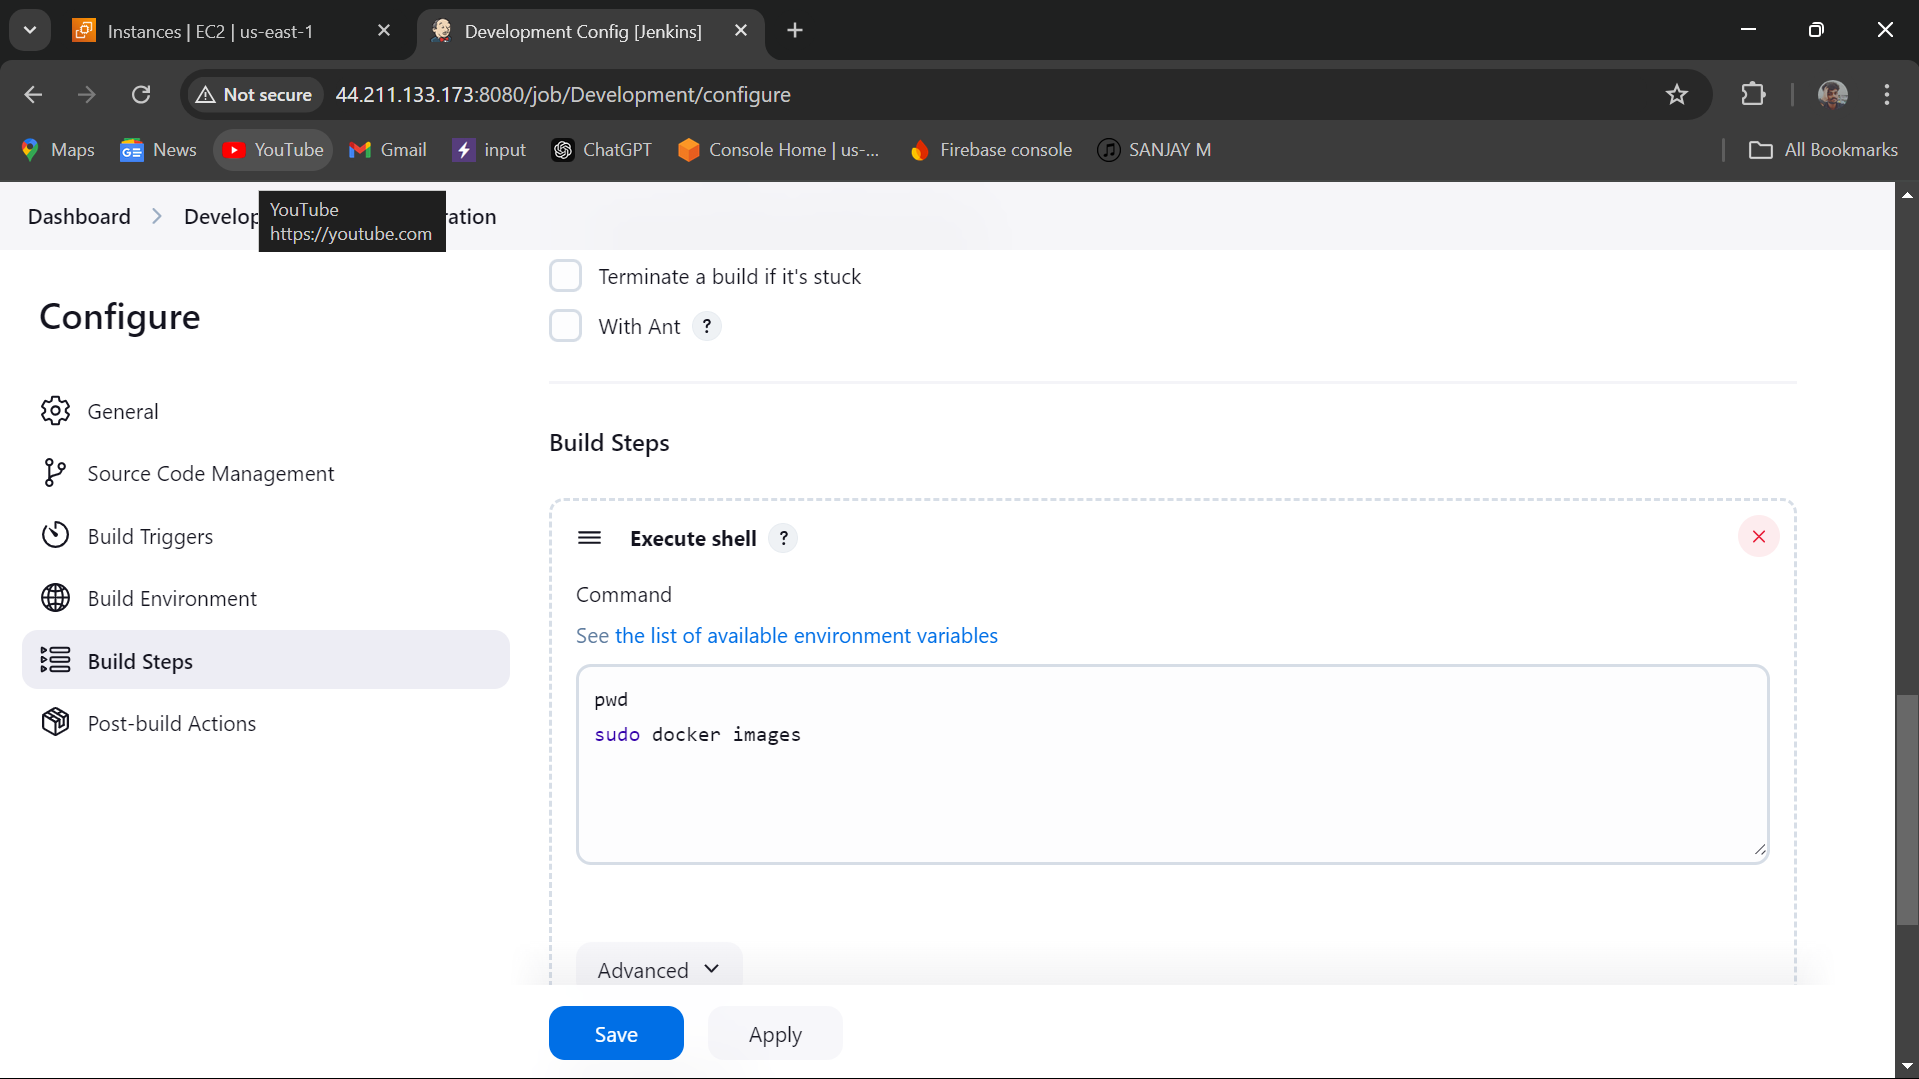 Instances | EC2 | us-east-1
Development Config [Jenkins]
Not secure
44.211.133.173:8080/job/Development/configure
Maps
News
YouTube
Gmail
input
ChatGPT
Console Home | us-...
Firebase console
SANJAY M
All Bookmarks
Dashboard
Develop
ration
YouTube
https://youtube.com
Configure
General
Source Code Management
Build Triggers
Build Environment
Build Steps
Post-build Actions
Terminate a build if it's stuck
With Ant ?
Build Steps
Execute shell ?
Command
See the list of available environment variables
pwd
sudo docker images
Advanced
Save
Apply